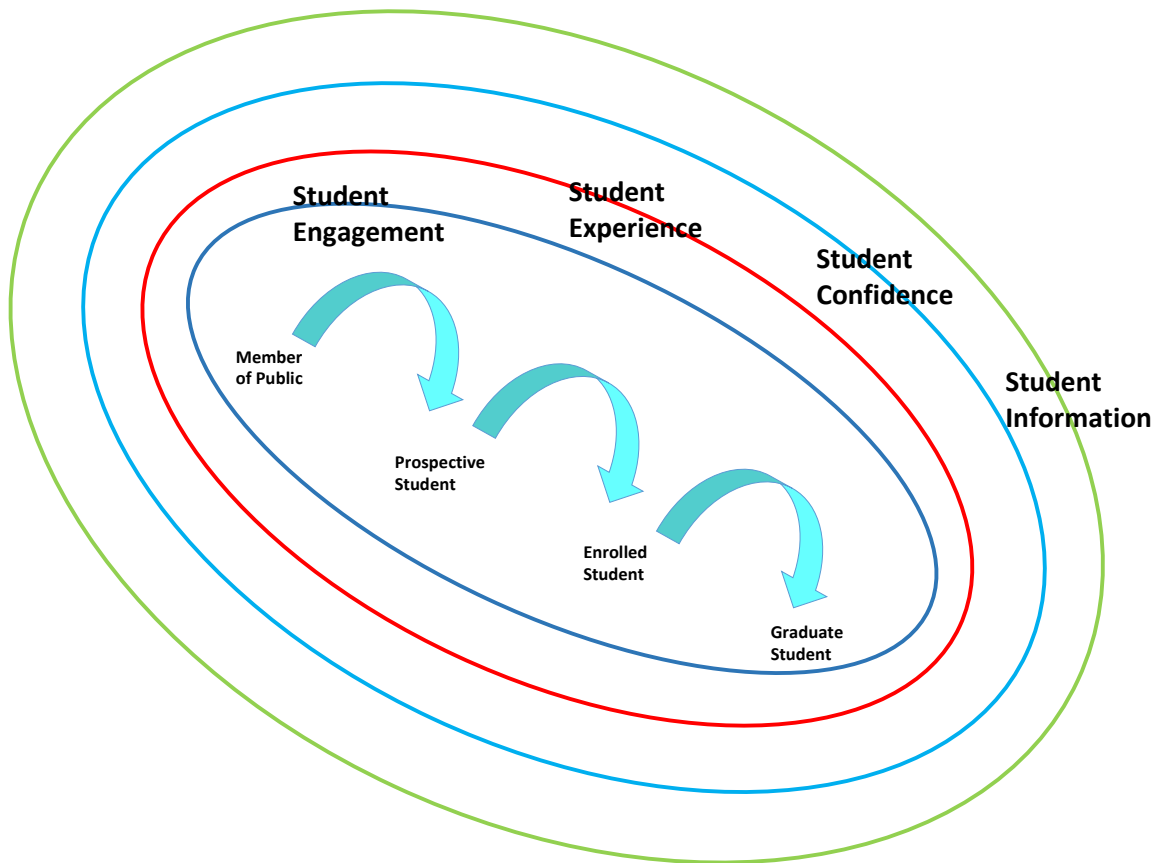 Student
Engagement
Student
Experience
Student
Confidence
Student
Information
Member
of Public
Prospective
Student
Enrolled
Student
Graduate
Student